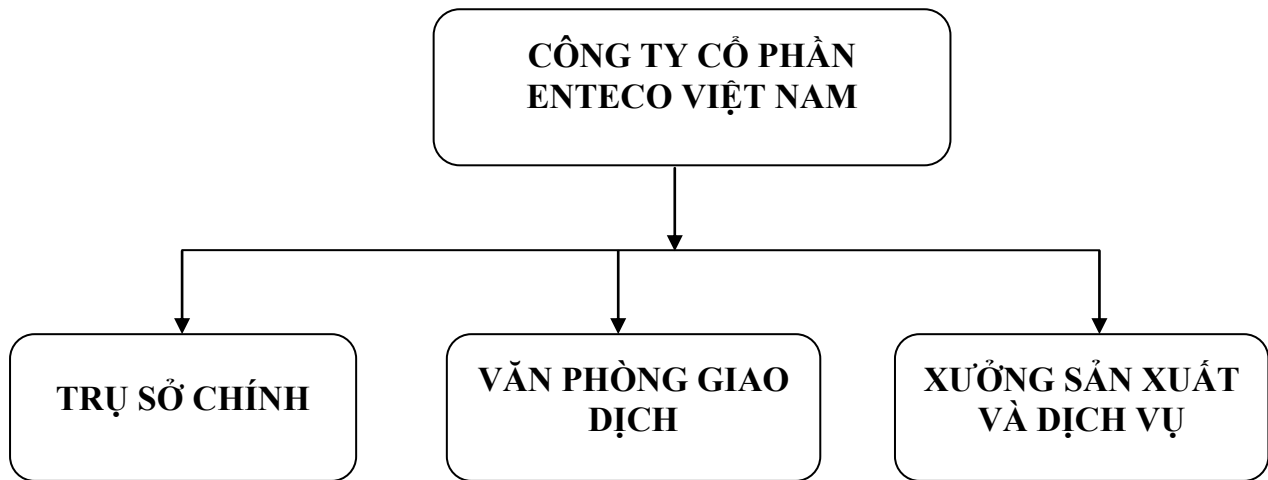 CÔNG TY CỔ PHẦN
ENTECO VIỆT NAM
TRỤ SỞ CHÍNH
VĂN PHÒNG GIAO
DỊCH
XƯỞNG SẢN XUẤT
VÀ DỊCH VỤ